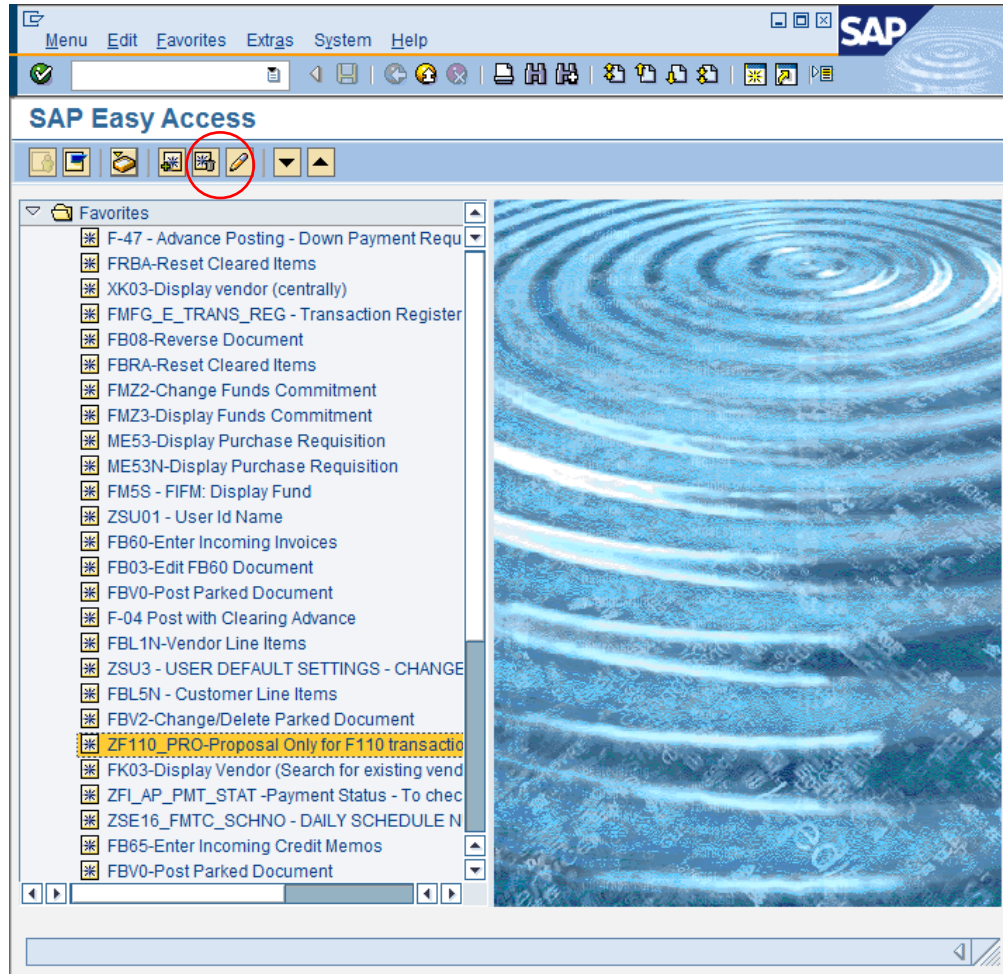 Menu Edit Favorites Extras System Help
SAP
SAP Easy Access
Favorites
F-47 - Advance Posting - Down Payment Requ
FRBA-Reset Cleared Items
XK03-Display vendor (centrally)
FMFG_E_TRANS_REG - Transaction Register
FB08-Reverse Document
FBRA-Reset Cleared Items
FMZ2-Change Funds Commitment
FMZ3-Display Funds Commitment
ME53-Display Purchase Requisition
ME53N-Display Purchase Requisition
FM5S - FIFM: Display Fund
ZSU01 - User Id Name
FB60-Enter Incoming Invoices
FB03-Edit FB60 Document
FBV0-Post Parked Document
F-04 Post with Clearing Advance
FBL1N-Vendor Line Items
ZSU3 - USER DEFAULT SETTINGS - CHANGE
FBL5N - Customer Line Items
FBV2-Change/Delete Parked Document
ZF110_PRO-Proposal Only for F110 transactio
FK03-Display Vendor (Search for existing vend
ZFI_AP_PMT_STAT -Payment Status - To chec
ZSE16_FMTC_SCHNO - DAILY SCHEDULE N
FB65-Enter Incoming Credit Memos
FBV0-Post Parked Document